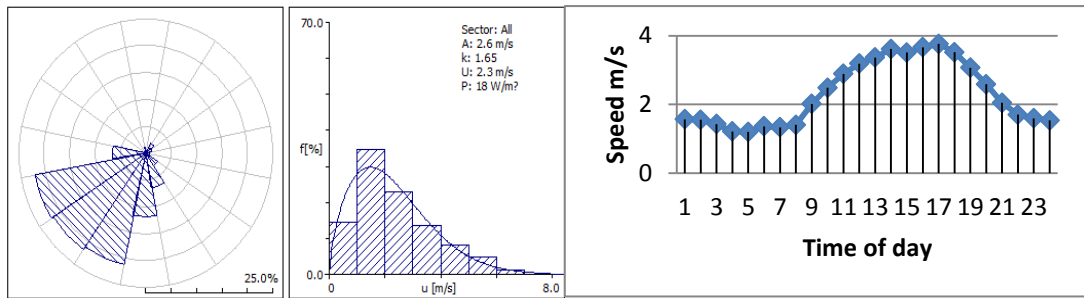 25.0%
70.0
Sector: All
A: 2.6 m/s
k: 1.65
U: 2.3 m/s
P: 18 W/m?
f[%]
0.0
0 u [m/s] 8.0
Speed m/s
4
2
0
1 3 5 7 9 11 13 15 17 19 21 23
Time of day